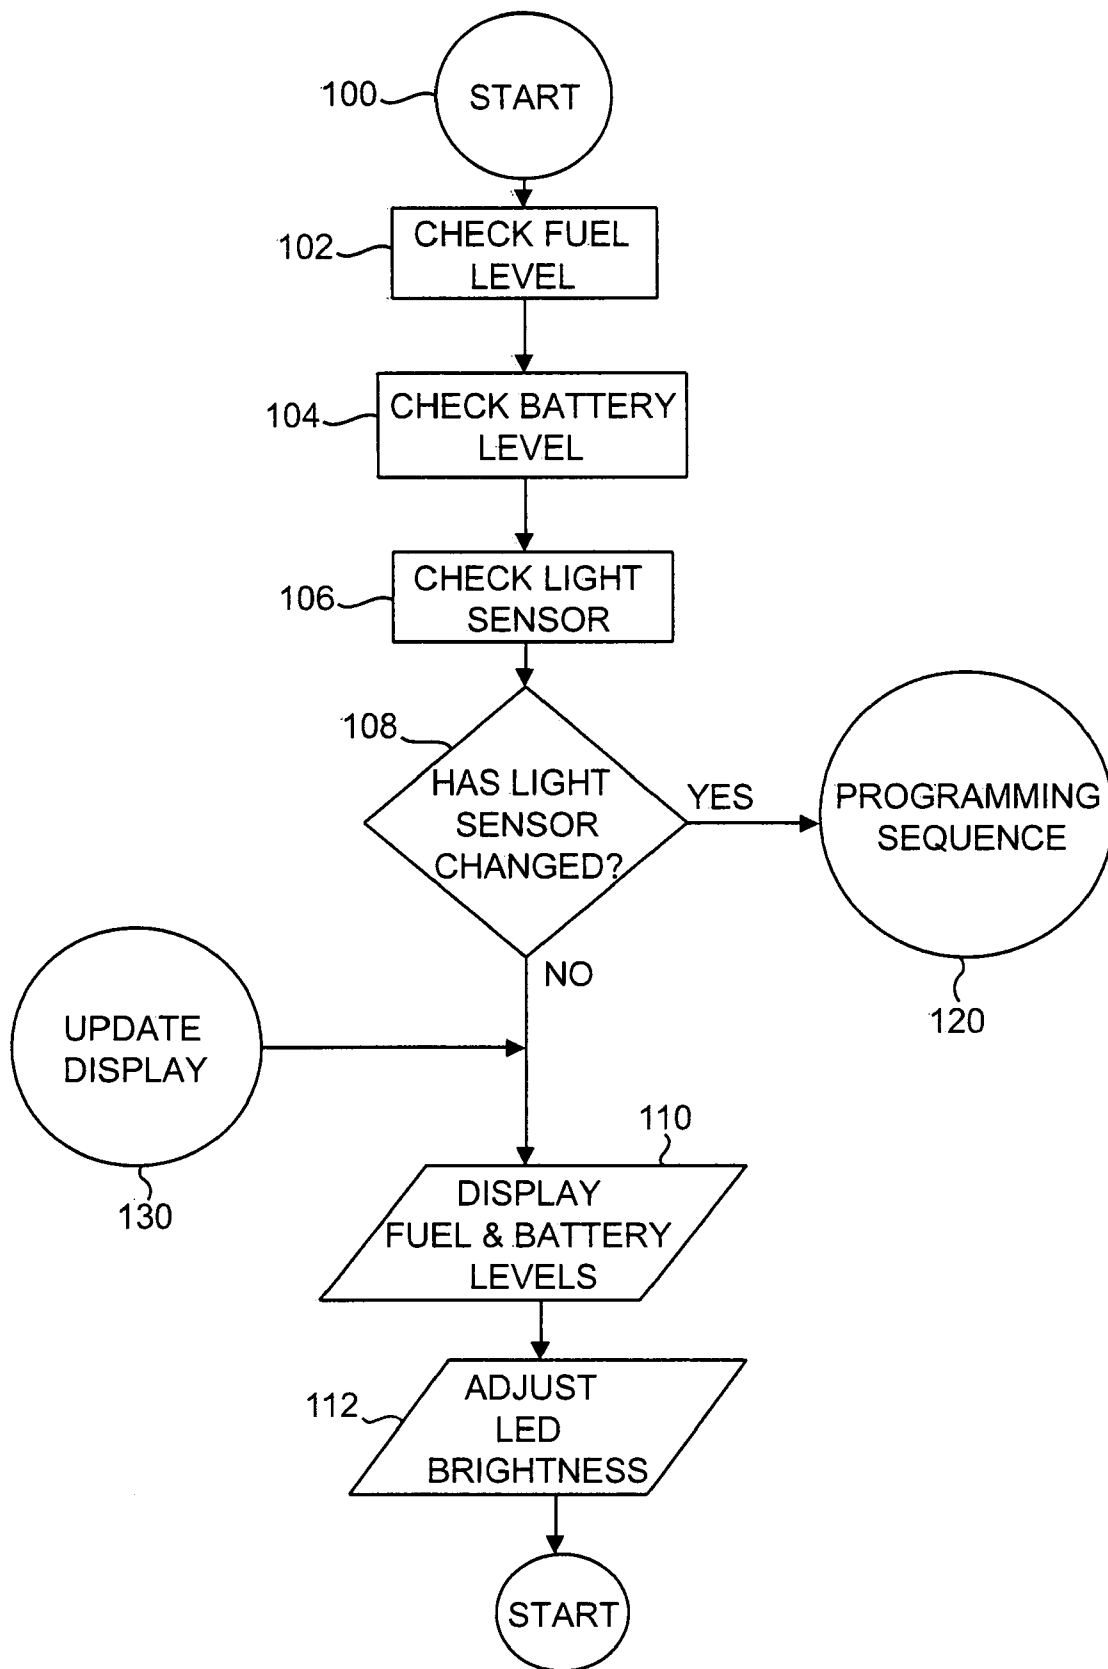 100
START
102
CHECK FUEL
LEVEL
104
CHECK BATTERY
LEVEL
106
CHECK LIGHT
SENSOR
108
HAS LIGHT
SENSOR
CHANGED?
YES
PROGRAMMING
SEQUENCE
120
NO
UPDATE
DISPLAY
130
110
DISPLAY
FUEL & BATTERY
LEVELS
112
ADJUST
LED
BRIGHTNESS
START